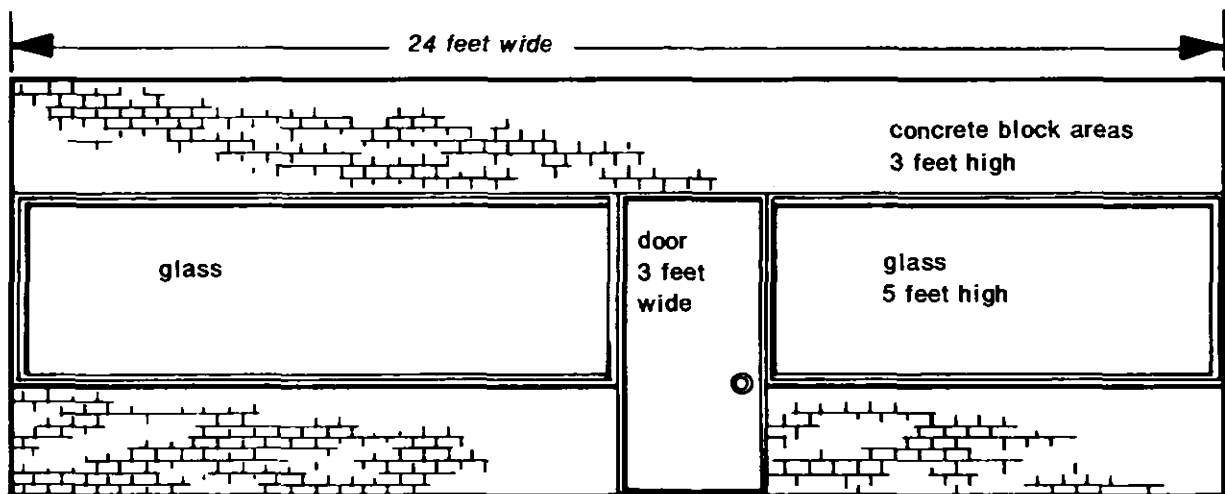 24 feet wide
concrete block areas
3 feet high
glass
door
3 feet
wide
glass
5 feet high